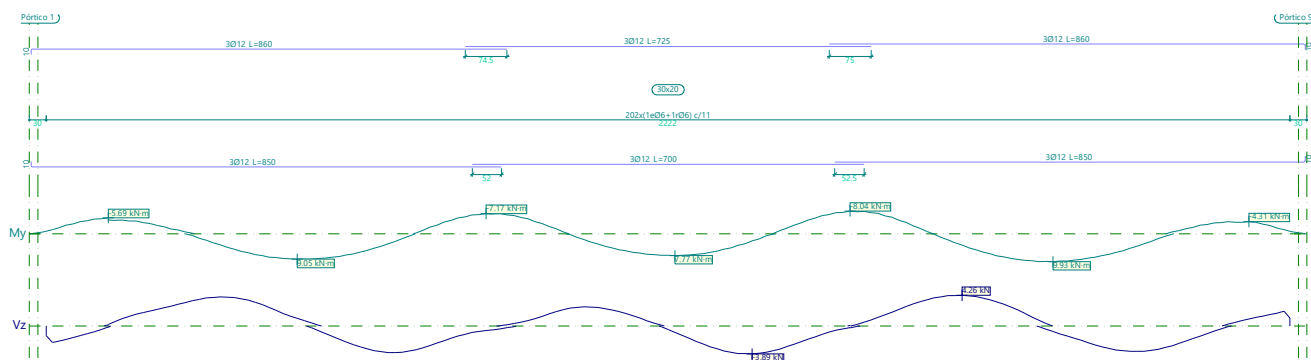 Pórtico 1
Pórtico 9
3Ø12 L=860
3Ø12 L=725
3Ø12 L=860
10
10
74.5
75
30x20
202x(1eØ6+1rØ6) c/11
30
2222
30
3Ø12 L=850
3Ø12 L=700
3Ø12 L=850
10
10
52
52.5
-5.69 kN·m
-7.17 kN·m
-8.04 kN·m
-4.31 kN·m
My
9.05 kN·m
7.77 kN·m
9.93 kN·m
4.26 kN
Vz
-3.89 kN